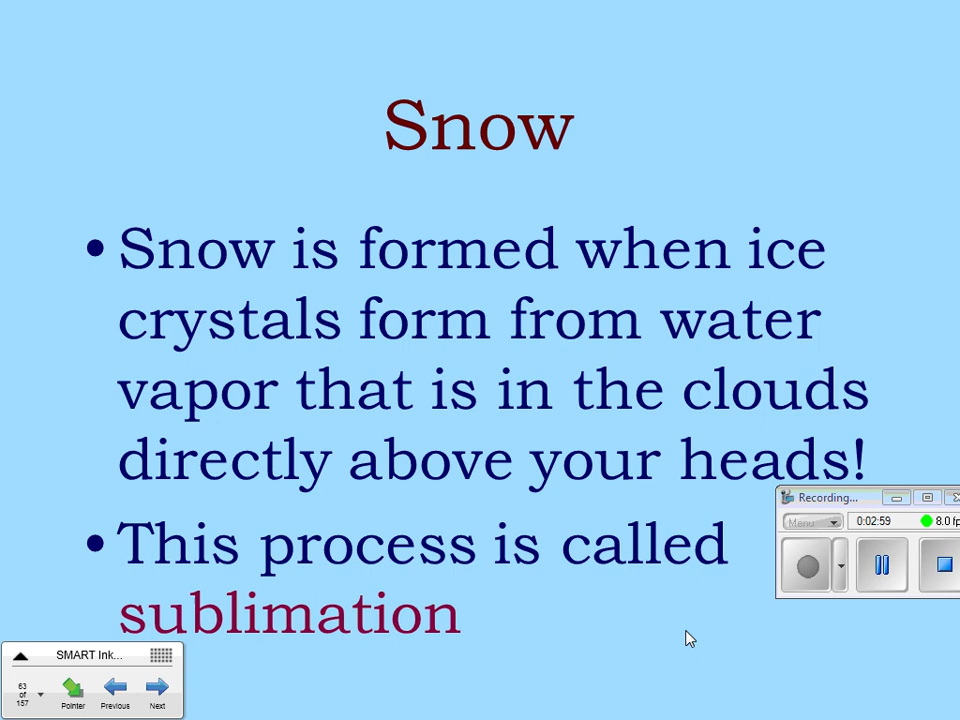 Snow
•Snow is formed when ice
crystals form from water
vapor that is in the clouds
directly above your heads!
•This process is called
sublimation
Recording...
Menu
0:02:59
8.0 fp
SMART Ink...
63
of
157
Pointer
Previous
Next